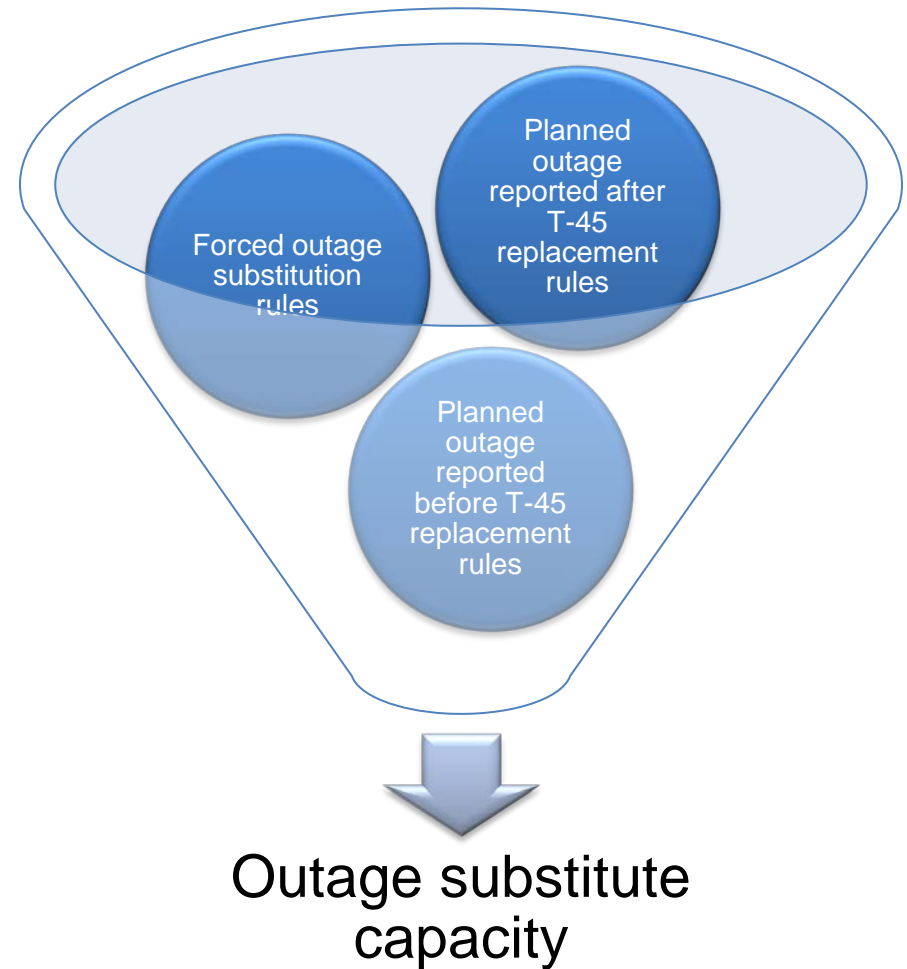 Planned
outage
reported after
T-45
replacement
rules
Forced outage
substitution
rules
Planned
outage
reported
before T-45
replacement
rules
Outage substitute
capacity